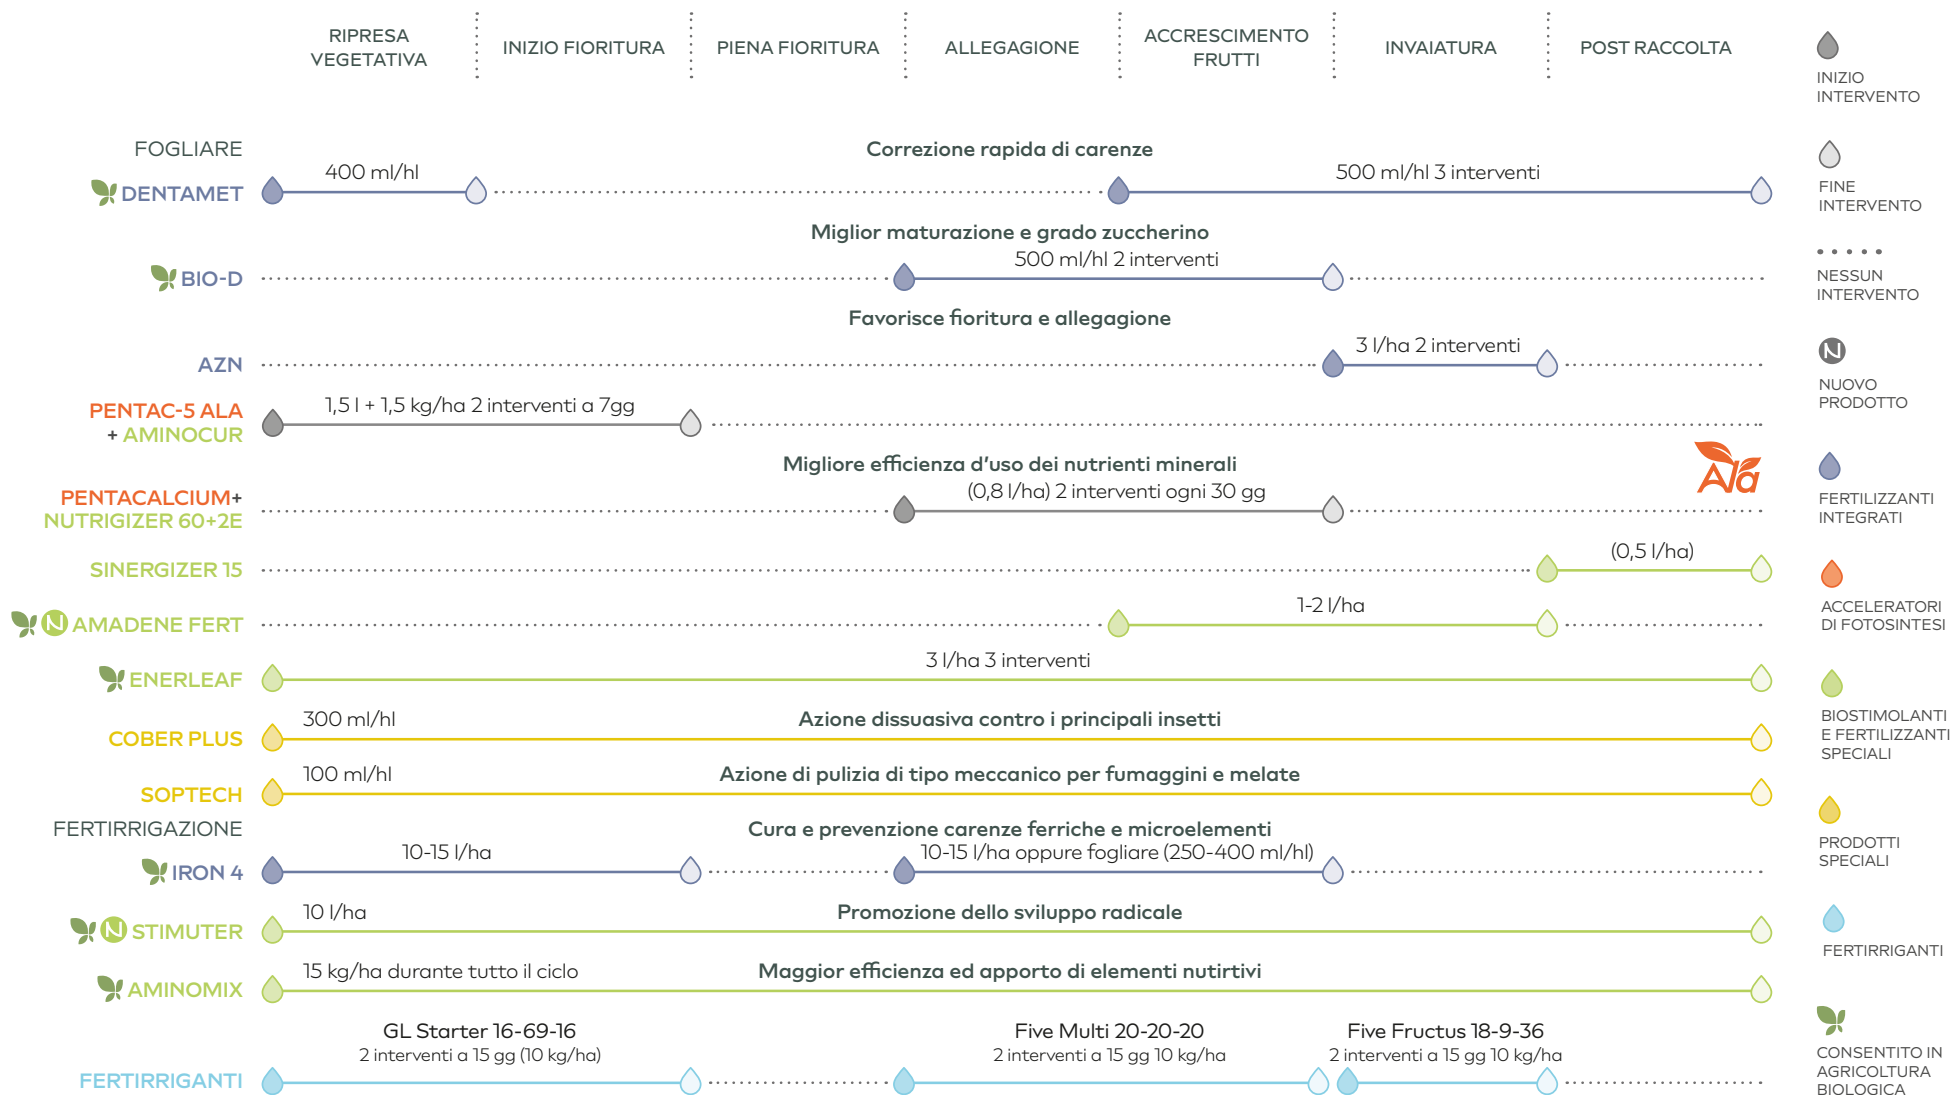 RIPRESA
VEGETATIVA
INIZIO FIORITURA
PIENA FIORITURA
ALLEGAGIONE
ACCRESCIMENTO
FRUTTI
INVAIATURA
POST RACCOLTA
INIZIO
INTERVENTO
FOGLIARE
Correzione rapida di carenze
DENTAMET
400 ml/hl
500 ml/hl 3 interventi
FINE
INTERVENTO
Miglior maturazione e grado zuccherino
BIO-D
500 ml/hl 2 interventi
NESSUN
INTERVENTO
Favorisce fioritura e allegagione
AZN
3 l/ha 2 interventi
N
NUOVO
PRODOTTO
PENTAC-5 ALA
+ AMINOCUR
1,5 l + 1,5 kg/ha 2 interventi a 7gg
Migliore efficienza d'uso dei nutrienti minerali
Ala
PENTACALCIUM+
NUTRIGIZER 60+2E
(0,8 l/ha) 2 interventi ogni 30 gg
FERTILIZZANTI
INTEGRATI
SINERGIZER 15
(0,5 l/ha)
N AMADENE FERT
1-2 l/ha
ACCELERATORI
DI FOTOSINTESI
ENERLEAF
3 l/ha 3 interventi
COBER PLUS
300 ml/hl
Azione dissuasiva contro i principali insetti
BIOSTIMOLANTI
E FERTILIZZANTI
SPECIALI
SOPTECH
100 ml/hl
Azione di pulizia di tipo meccanico per fumaggini e melate
FERTIRRIGAZIONE
Cura e prevenzione carenze ferriche e microelementi
PRODOTTI
SPECIALI
IRON 4
10-15 l/ha
10-15 l/ha oppure fogliare (250-400 ml/hl)
N STIMUTER
10 l/ha
Promozione dello sviluppo radicale
FERTIRRIGANTI
AMINOMIX
15 kg/ha durante tutto il ciclo
Maggior efficienza ed apporto di elementi nutirtivi
GL Starter 16-69-16
2 interventi a 15 gg (10 kg/ha)
Five Multi 20-20-20
2 interventi a 15 gg 10 kg/ha
Five Fructus 18-9-36
2 interventi a 15 gg 10 kg/ha
FERTIRRIGANTI
CONSENTITO IN
AGRICOLTURA
BIOLOGICA